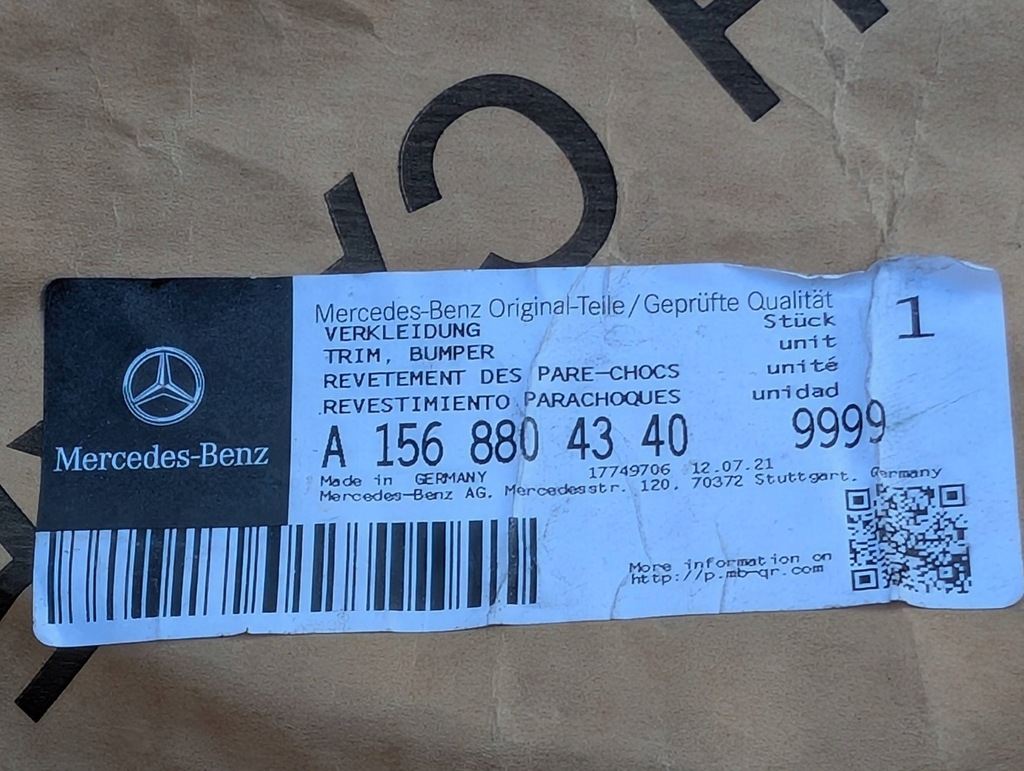 Mercedes-Benz Original-Teile / Geprüfte Qualität
VERKLEIDUNG Stück 1
TRIM, BUMPER unit
REVETEMENT DES PARE-CHOCS unité
REVESTIMIENTO PARACHOQUES unidad
A 156 880 43 40 9999
Mercedes-Benz
17749706 12.07.21
Made in GERMANY
Mercedes-Benz AG, Mercedesstr. 120, 70372 Stuttgart, Germany
More information on
http://p.mb-qr.com